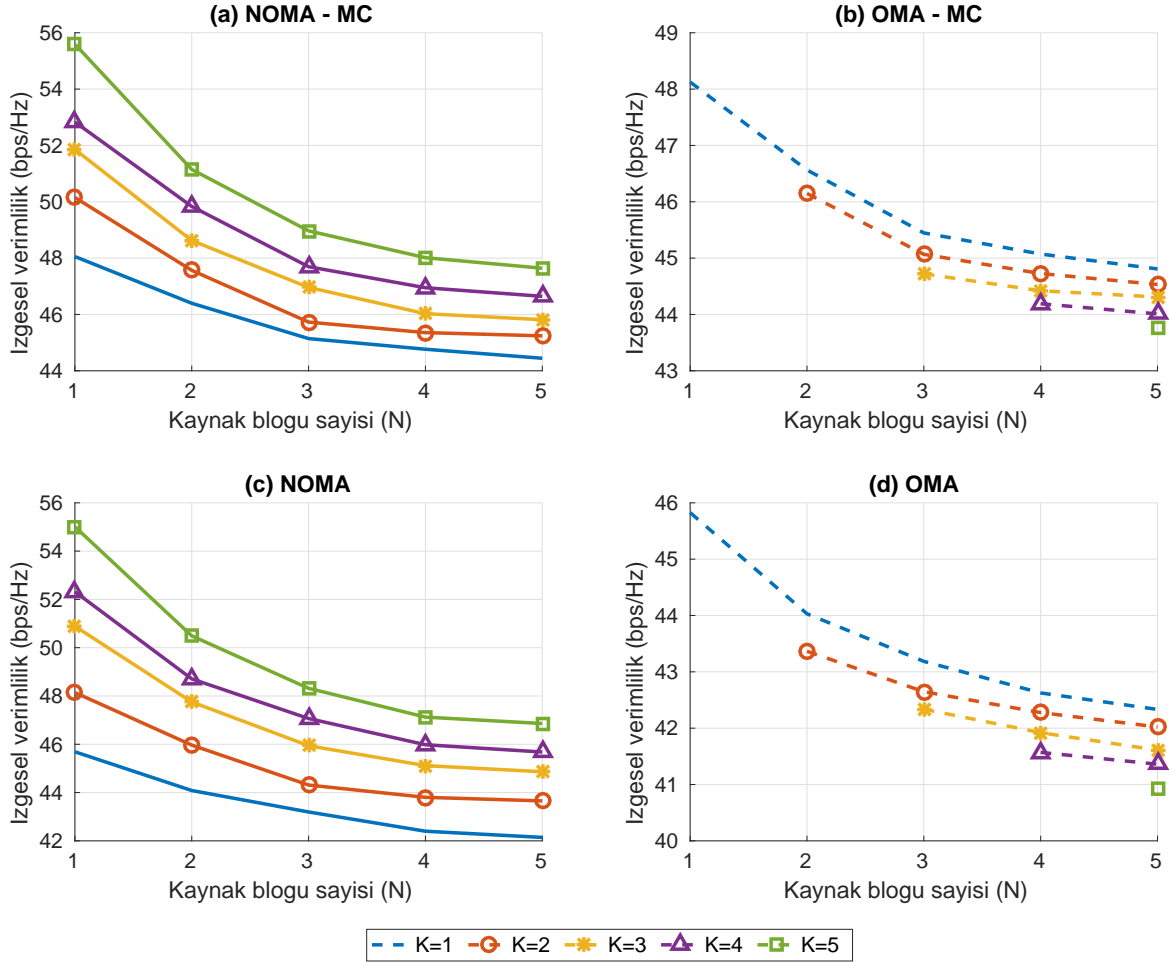 (a) NOMA - MC
56
54
52
50
48
46
44
1 2 3 4 5
Izgesel verimlilik (bps/Hz)
Kaynak blogu sayisi (N)
(b) OMA - MC
49
48
47
46
45
44
43
1 2 3 4 5
Izgesel verimlilik (bps/Hz)
Kaynak blogu sayisi (N)
(c) NOMA
56
54
52
50
48
46
44
42
1 2 3 4 5
Izgesel verimlilik (bps/Hz)
Kaynak blogu sayisi (N)
(d) OMA
46
45
44
43
42
41
40
1 2 3 4 5
Izgesel verimlilik (bps/Hz)
Kaynak blogu sayisi (N)
K=1 K=2 K=3 K=4 K=5